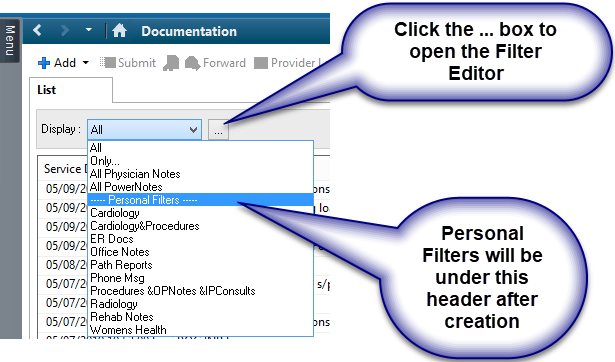 Menu
Documentation
Add
Submit
Forward
Provider L
List
Display :
All
...
All
Only...
All Physician Notes
All PowerNotes
----- Personal Filters -----
Cardiology
Cardiology&Procedures
ER Docs
Office Notes
Path Reports
Phone Msg
Procedures &OPNotes &IPConsults
Radiology
Rehab Notes
Womens Health
Service D
05/09/2
05/09/2
05/09/2
05/09/2
05/08/2
05/07/2
05/07/2
05/07/2
Click the ... box to
open the Filter
Editor
Personal
Filters will be
under this
header after
creation